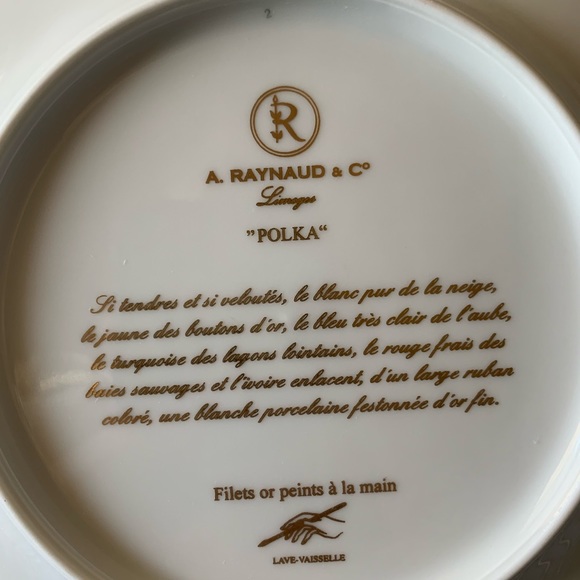 2
R
A. RAYNAUD & Cº
Limoges
"POLKA“
Si tendres et si veloutés, le blanc pur de la neige,
le jaune des boutons d'or, le bleu très clair de l'aube,
le turquoise des lagons lointains, le rouge frais des
baies sauvages et l'ivoire enlacent, d'un large ruban
coloré, une blanche porcelaine festonnée d'or fin.
Filets or peints à la main
LAVE-VAISSELLE